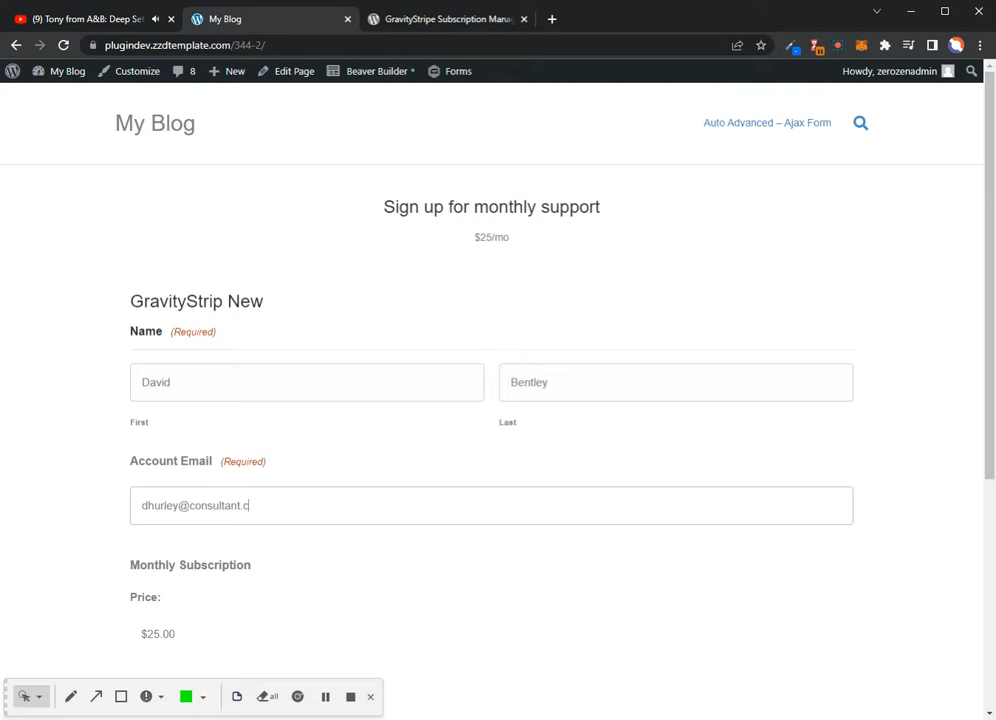 (9) Tony from A&B: Deep Set
My Blog
GravityStripe Subscription Mana
plugindev.zzdtemplate.com/344-2/
My Blog
Customize
8
New
Edit Page
Beaver Builder
Forms
Howdy, zerozenadmin
My Blog
Auto Advanced – Ajax Form
Sign up for monthly support
$25/mo
GravityStrip New
Name (Required)
David
Bentley
First
Last
Account Email (Required)
dhurley@consultant.c
Monthly Subscription
Price:
$25.00
all